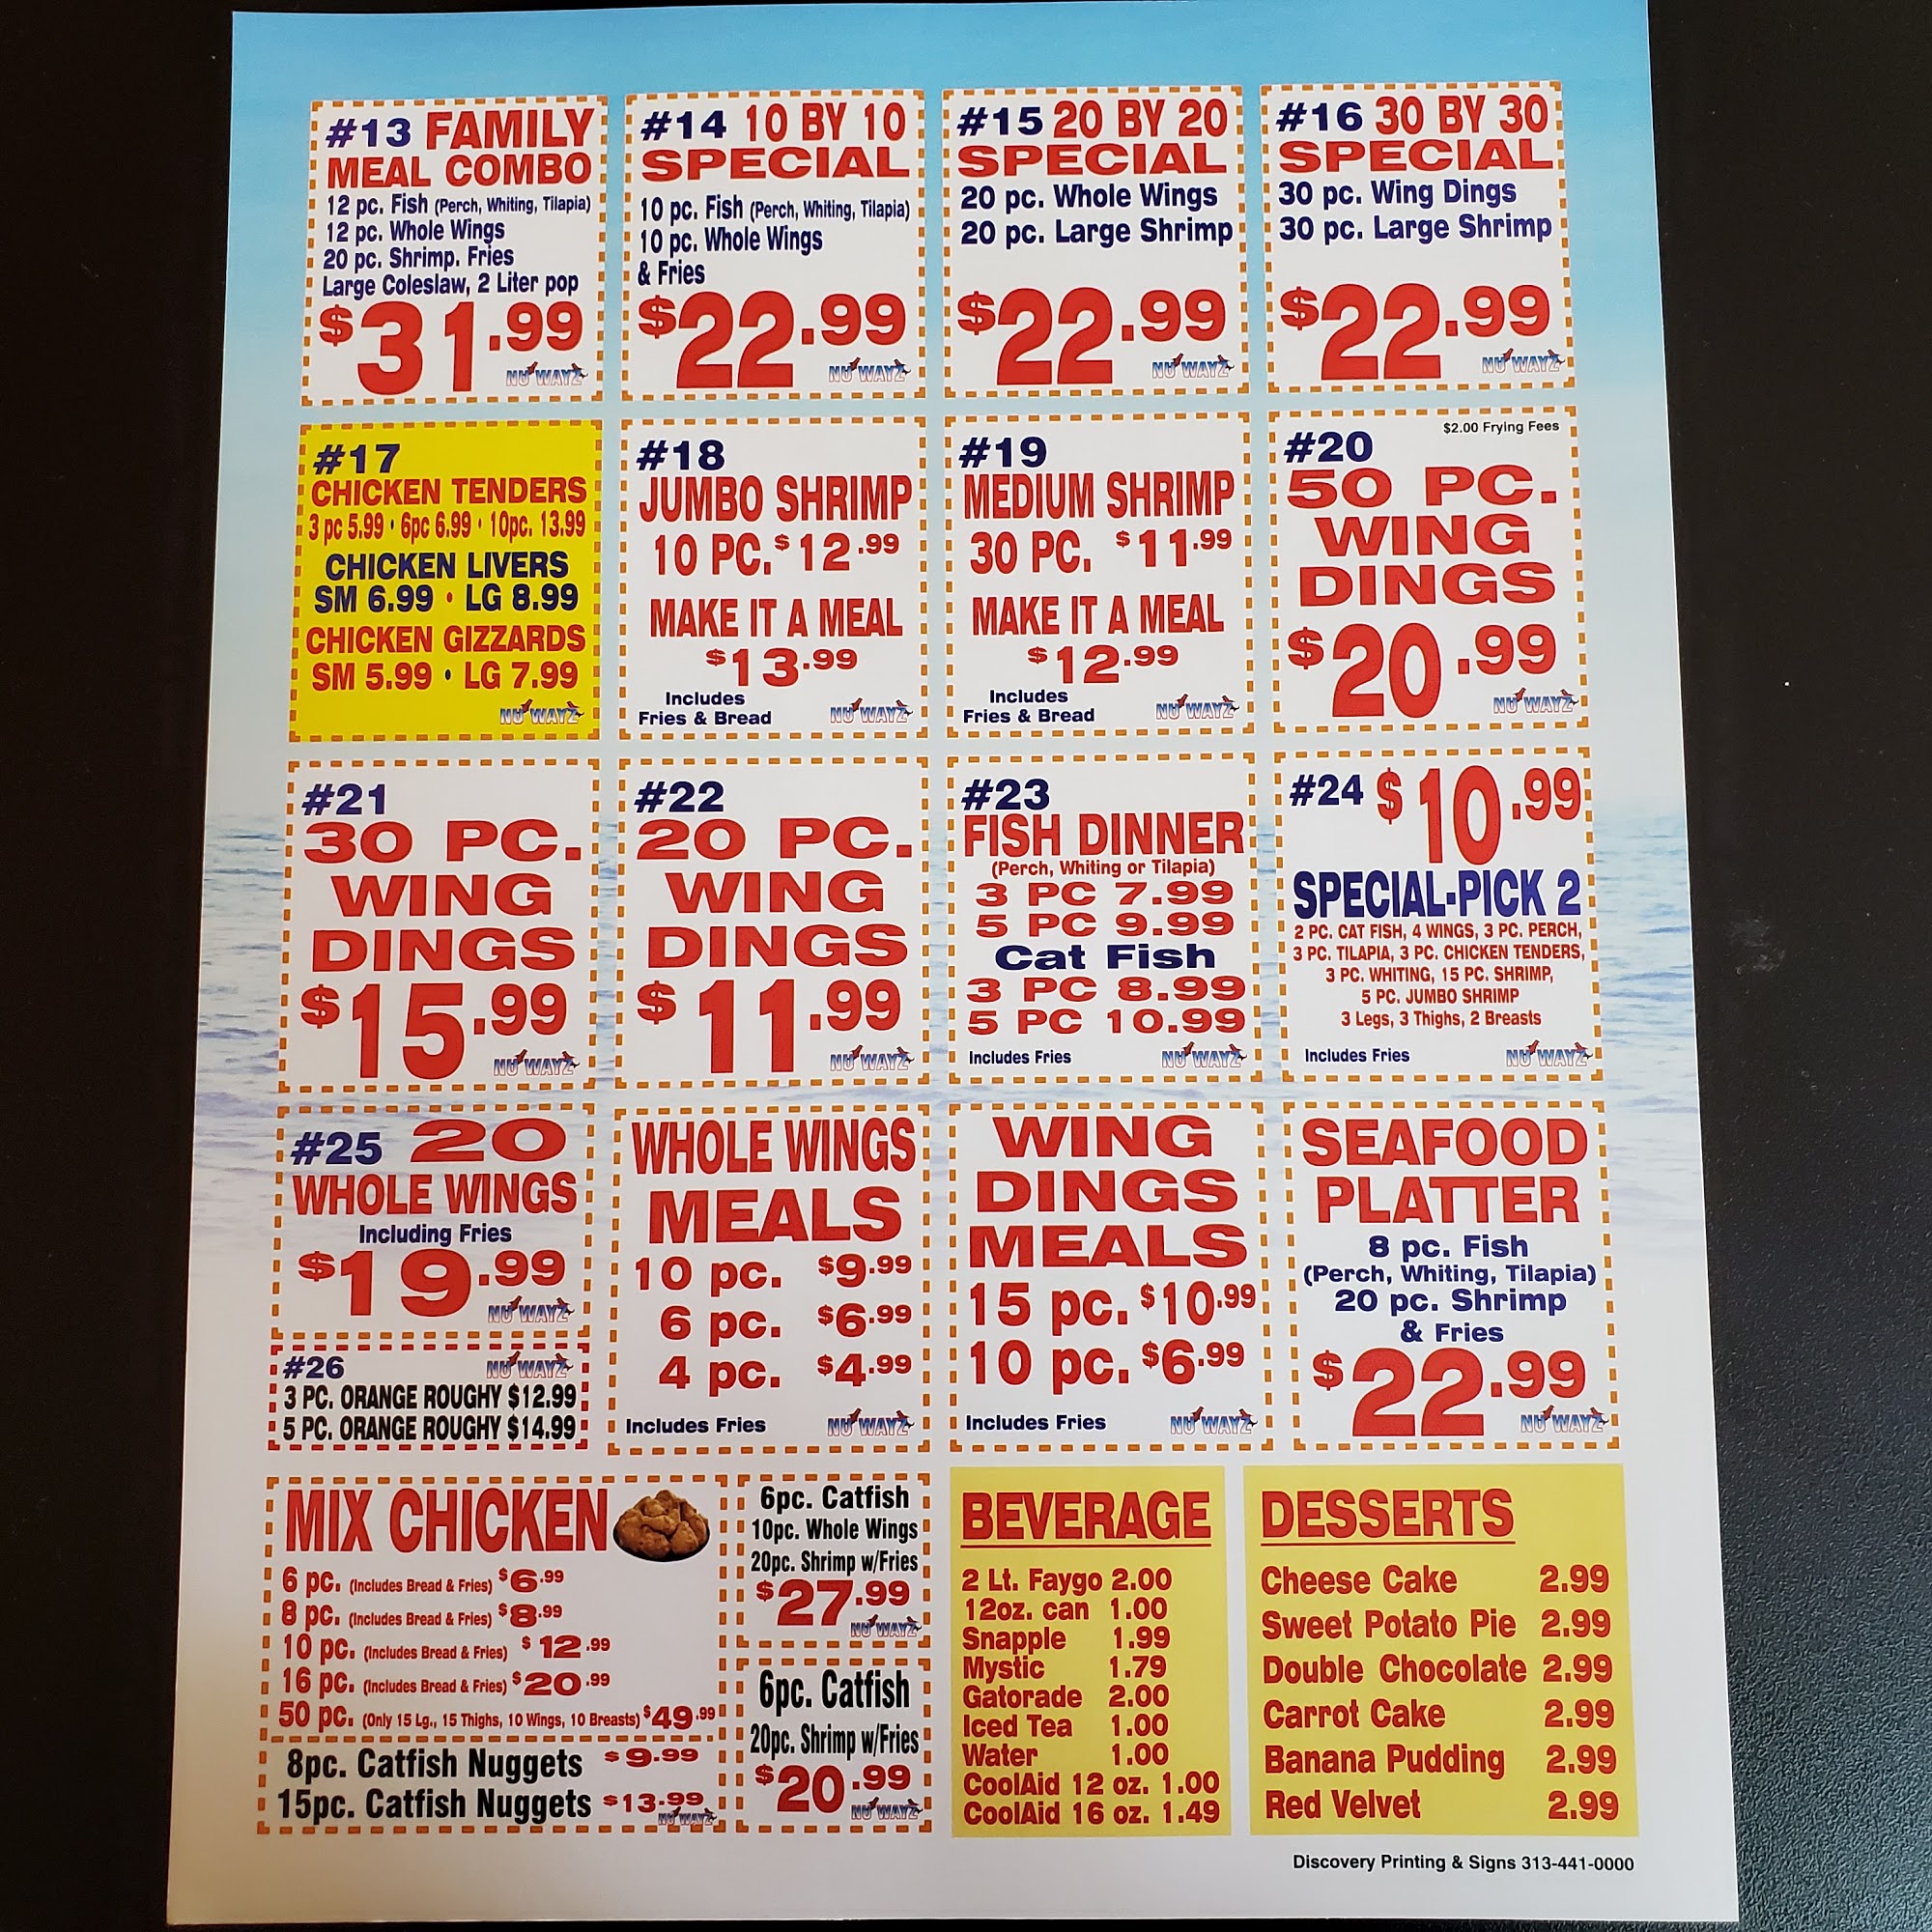 #13 FAMILY
MEAL COMBO
12 pc. Fish (Perch, Whiting, Tilapia)
12 pc. Whole Wings
20 pc. Shrimp. Fries
Large Coleslaw, 2 Liter pop
$31.99
NU WAYZ
#14 10 BY 10
SPECIAL
10 pc. Fish (Perch, Whiting, Tilapia)
10 pc. Whole Wings
& Fries
$22.99
NU WAYZ
#15 20 BY 20
SPECIAL
20 pc. Whole Wings
20 pc. Large Shrimp
$22.99
NU WAYZ
#16 30 BY 30
SPECIAL
30 pc. Wing Dings
30 pc. Large Shrimp
$22.99
NU WAYZ
#17
CHICKEN TENDERS
3 pc 5.99 • 6pc 6.99 • 10pc. 13.99
CHICKEN LIVERS
SM 6.99 • LG 8.99
CHICKEN GIZZARDS
SM 5.99 • LG 7.99
NU WAYZ
#18
JUMBO SHRIMP
10 PC. $12.99
MAKE IT A MEAL
$13.99
Includes
Fries & Bread
NU WAYZ
#19
MEDIUM SHRIMP
30 PC. $11.99
MAKE IT A MEAL
$12.99
Includes
Fries & Bread
NU WAYZ
$2.00 Frying Fees
#20
50 PC.
WING
DINGS
$20.99
NU WAYZ
#21
30 PC.
WING
DINGS
$15.99
NU WAYZ
#22
20 PC.
WING
DINGS
$11.99
NU WAYZ
#23
FISH DINNER
(Perch, Whiting or Tilapia)
3 PC 7.99
5 PC 9.99
Cat Fish
3 PC 8.99
5 PC 10.99
Includes Fries
NU WAYZ
#24 $10.99
SPECIAL-PICK 2
2 PC. CAT FISH, 4 WINGS, 3 PC. PERCH,
3 PC. TILAPIA, 3 PC. CHICKEN TENDERS,
3 PC. WHITING, 15 PC. SHRIMP,
5 PC. JUMBO SHRIMP
3 Legs, 3 Thighs, 2 Breasts
Includes Fries
NU WAYZ
#25 20
WHOLE WINGS
Including Fries
$19.99
NU WAYZ
#26
NU WAYZ
3 PC. ORANGE ROUGHY $12.99
5 PC. ORANGE ROUGHY $14.99
WHOLE WINGS
MEALS
10 pc. $9.99
6 pc. $6.99
4 pc. $4.99
Includes Fries
NU WAYZ
WING
DINGS
MEALS
15 pc. $10.99
10 pc. $6.99
Includes Fries
NU WAYZ
SEAFOOD
PLATTER
8 pc. Fish
(Perch, Whiting, Tilapia)
20 pc. Shrimp
& Fries
$22.99
NU WAYZ
MIX CHICKEN
6 pc. (Includes Bread & Fries) $6.99
8 pc. (Includes Bread & Fries) $8.99
10 pc. (Includes Bread & Fries) $12.99
16 pc. (Includes Bread & Fries) $20.99
50 pc. (Only 15 Lg., 15 Thighs, 10 Wings, 10 Breasts) $49.99
8pc. Catfish Nuggets $9.99
15pc. Catfish Nuggets $13.99
NU WAYZ
6pc. Catfish
10pc. Whole Wings
20pc. Shrimp w/Fries
$27.99
NU WAYZ
6pc. Catfish
20pc. Shrimp w/Fries
$20.99
NU WAYZ
BEVERAGE
2 Lt. Faygo 2.00
12oz. can 1.00
Snapple 1.99
Mystic 1.79
Gatorade 2.00
Iced Tea 1.00
Water 1.00
CoolAid 12 oz. 1.00
CoolAid 16 oz. 1.49
DESSERTS
Cheese Cake 2.99
Sweet Potato Pie 2.99
Double Chocolate 2.99
Carrot Cake 2.99
Banana Pudding 2.99
Red Velvet 2.99
Discovery Printing & Signs 313-441-0000